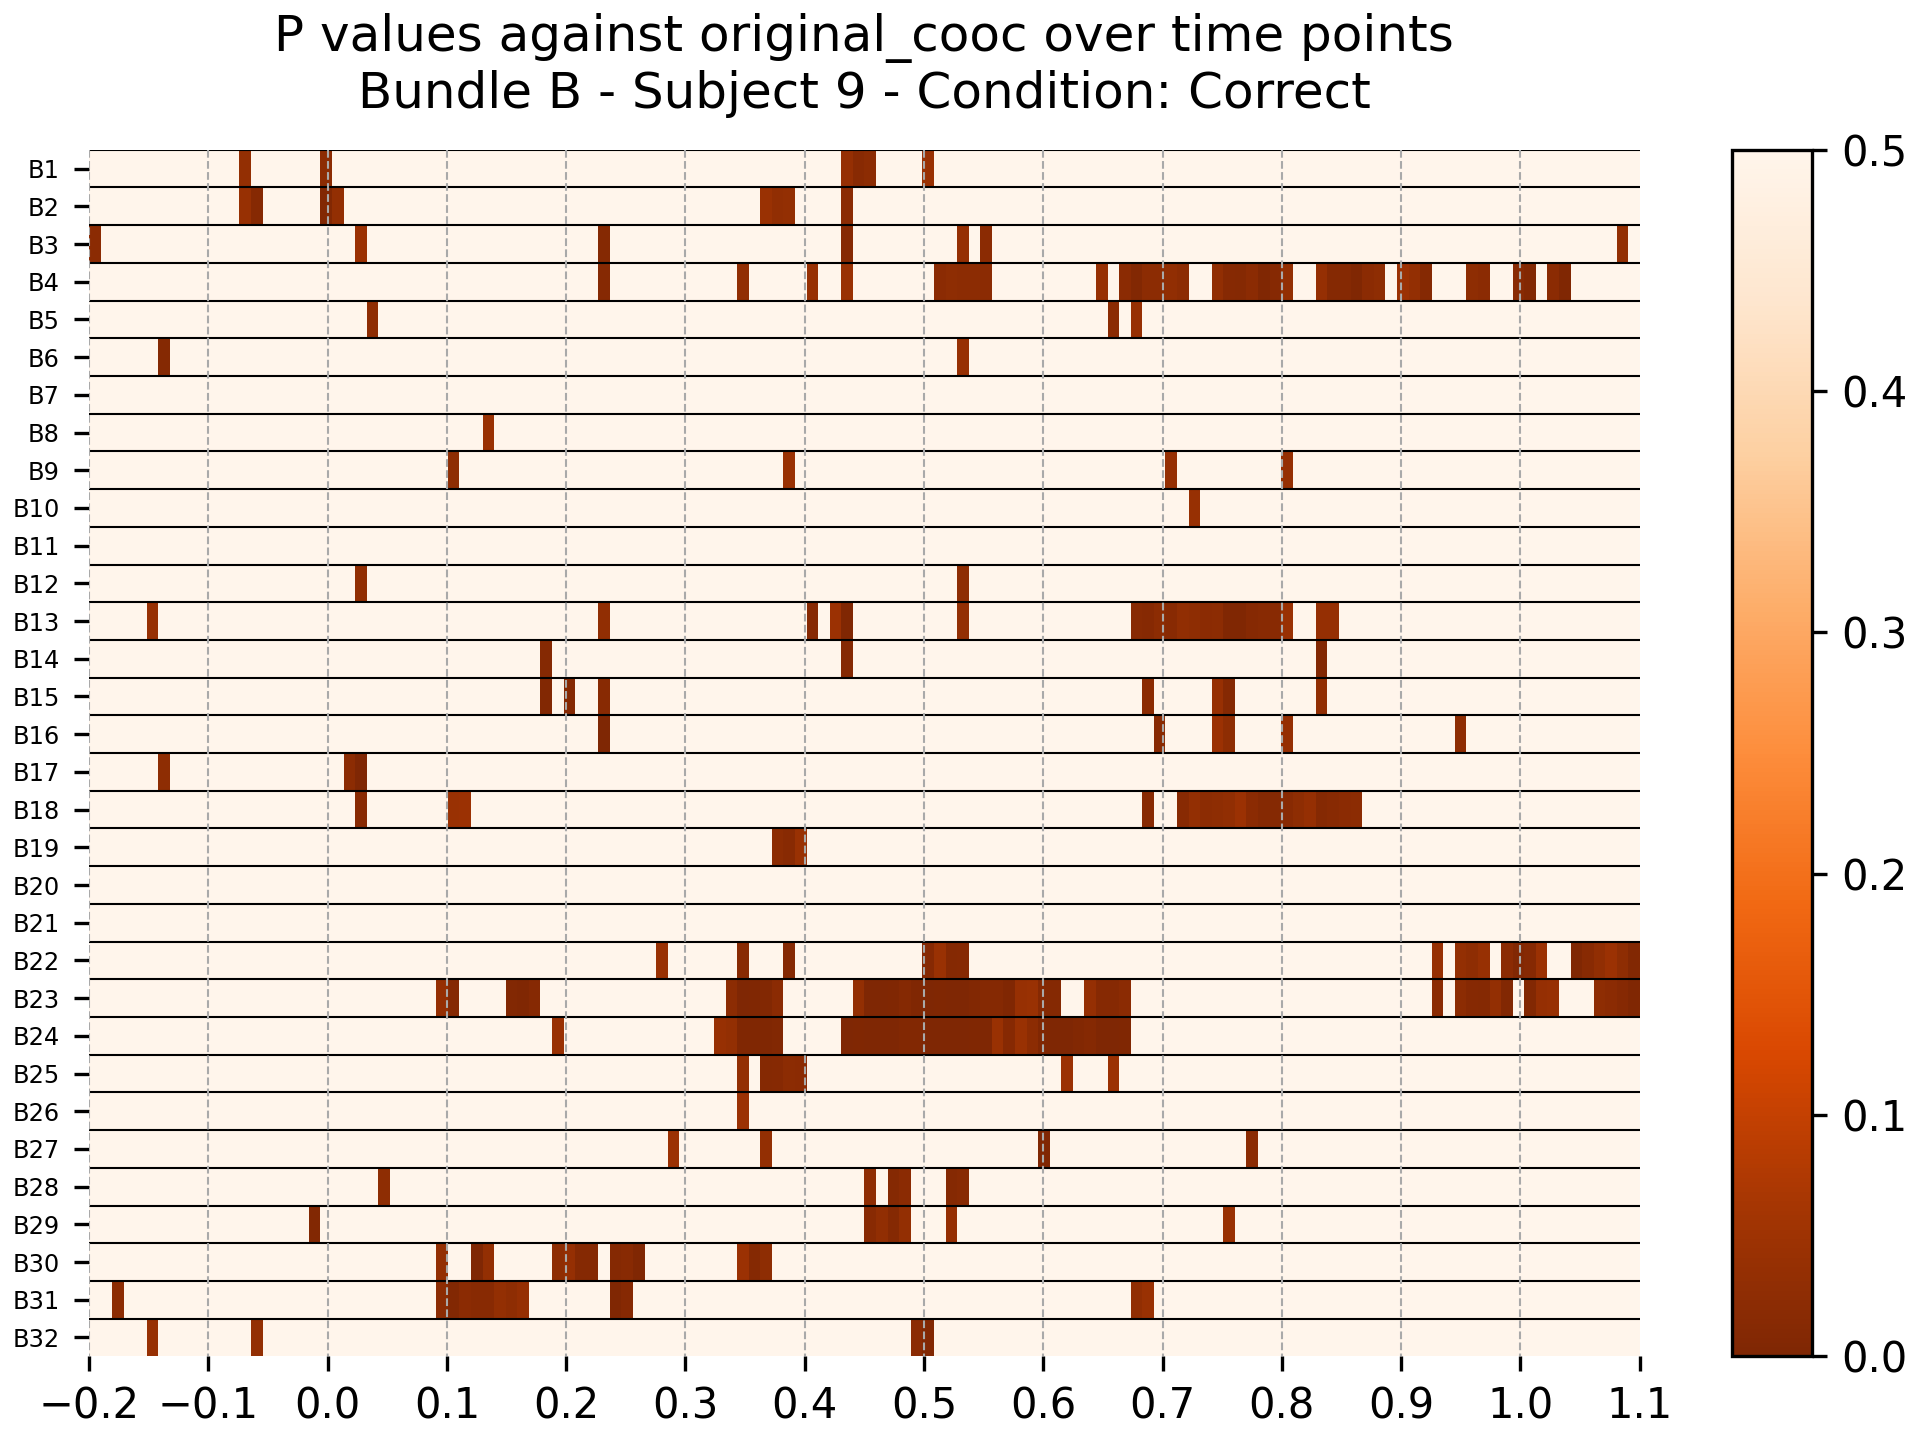 P values against original_cooc over time points
Bundle B - Subject 9 - Condition: Correct
B1
B2
B3
B4
B5
B6
B7
B8
B9
B10
B11
B12
B13
B14
B15
B16
B17
B18
B19
B20
B21
B22
B23
B24
B25
B26
B27
B28
B29
B30
B31
B32
−0.2 −0.1 0.0 0.1 0.2 0.3 0.4 0.5 0.6 0.7 0.8 0.9 1.0 1.1
0.5
0.4
0.3
0.2
0.1
0.0